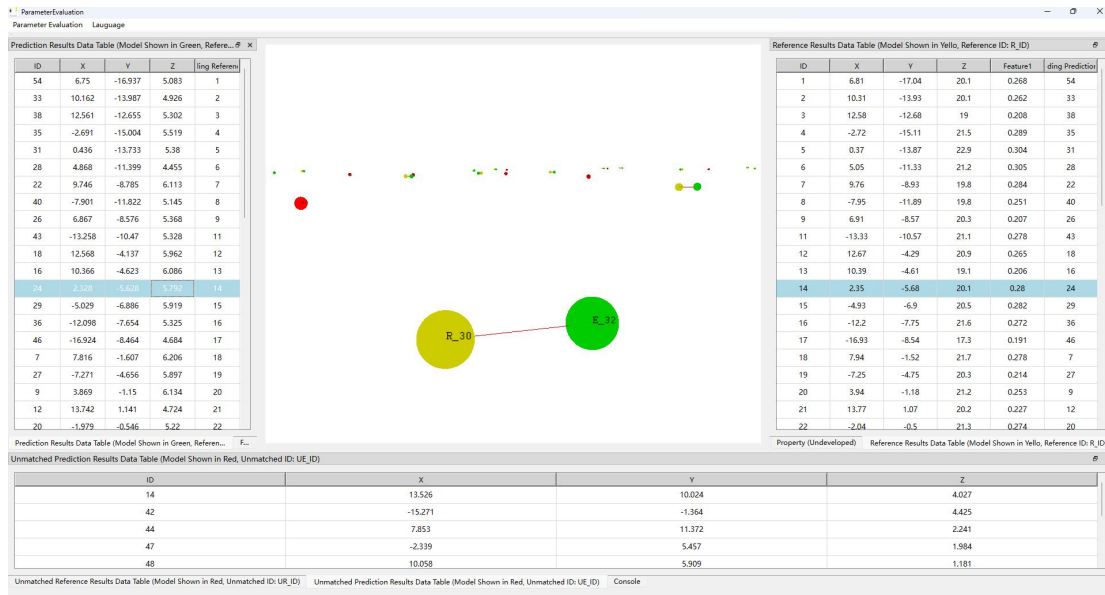 ParameterEvaluation
Parameter Evaluation Lauguage
Prediction Results Data Table (Model Shown in Green, Refere...
ID X Y Z ling Referen
54 6.75 -16.937 5.083 1
33 10.162 -13.987 4.926 2
38 12.561 -12.655 5.302 3
35 -2.691 -15.004 5.519 4
31 0.436 -13.733 5.38 5
28 4.868 -11.399 4.455 6
22 9.746 -8.785 6.113 7
40 -7.901 -11.822 5.145 8
26 6.867 -8.576 5.368 9
43 -13.258 -10.47 5.328 11
18 12.568 -4.137 5.962 12
16 10.366 -4.623 6.086 13
24 2.328 -5.628 5.792 14
29 -5.029 -6.886 5.919 15
36 -12.098 -7.654 5.325 16
46 -16.924 -8.464 4.684 17
7 7.816 -1.607 6.206 18
27 -7.271 -4.656 5.897 19
9 3.869 -1.15 6.134 20
12 13.742 1.141 4.724 21
20 -1.979 -0.546 5.22 22
Prediction Results Data Table (Model Shown in Green, Referen... F...
R_30
E_32
Reference Results Data Table (Model Shown in Yello, Reference ID: R_ID)
ID X Y Z Feature1 ding Prediction
1 6.81 -17.04 20.1 0.268 54
2 10.31 -13.93 20.1 0.262 33
3 12.58 -12.68 19 0.208 38
4 -2.72 -15.11 21.5 0.289 35
5 0.37 -13.87 22.9 0.304 31
6 5.05 -11.33 21.2 0.305 28
7 9.76 -8.93 19.8 0.284 22
8 -7.95 -11.89 19.8 0.251 40
9 6.91 -8.57 20.3 0.207 26
11 -13.33 -10.57 21.1 0.278 43
12 12.67 -4.29 20.9 0.265 18
13 10.39 -4.61 19.1 0.206 16
14 2.35 -5.68 20.1 0.28 24
15 -4.93 -6.9 20.5 0.282 29
16 -12.2 -7.75 21.6 0.272 36
17 -16.93 -8.54 17.3 0.191 46
18 7.94 -1.52 21.7 0.278 7
19 -7.25 -4.75 20.3 0.214 27
20 3.94 -1.18 21.2 0.253 9
21 13.77 1.07 20.2 0.227 12
22 -2.04 -0.5 21.3 0.274 20
Property (Undeveloped) Reference Results Data Table (Model Shown in Yello, Reference ID: R_ID
Unmatched Prediction Results Data Table (Model Shown in Red, Unmatched ID: UE_ID)
ID X Y Z
14 13.526 10.024 4.027
42 -15.271 -1.364 4.425
44 7.853 11.372 2.241
47 -2.339 5.457 1.984
48 10.058 5.909 1.181
Unmatched Reference Results Data Table (Model Shown in Red, Unmatched ID: UR_ID) Unmatched Prediction Results Data Table (Model Shown in Red, Unmatched ID: UE_ID) Console